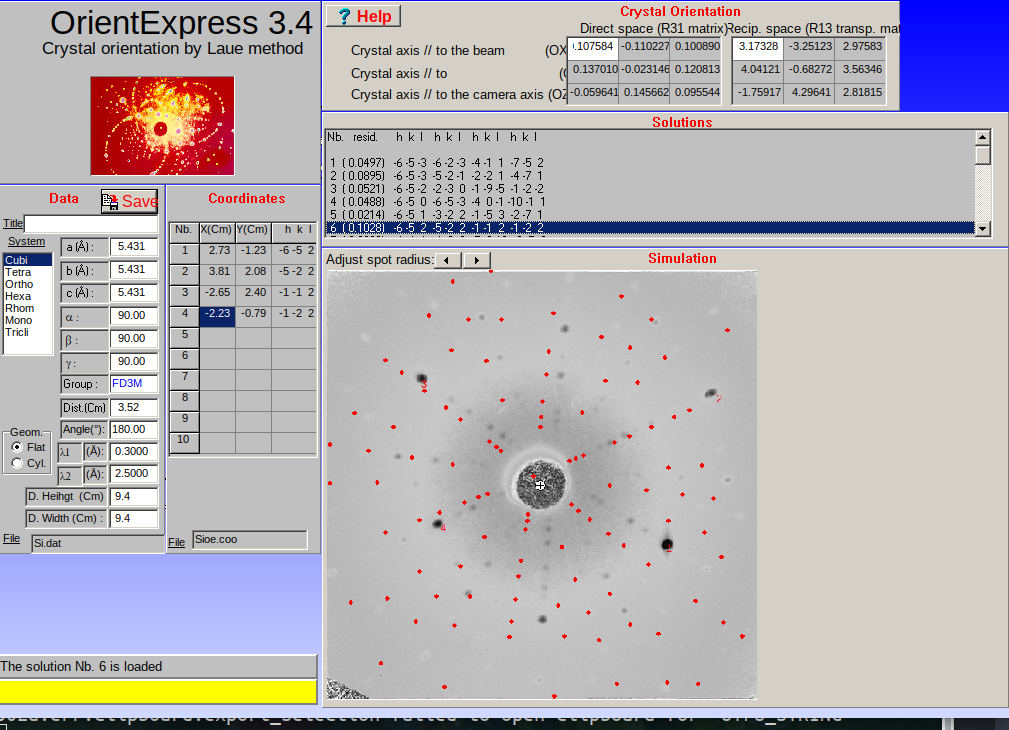 OrientExpress 3.4
Crystal orientation by Laue method
? Help
Crystal Orientation
Direct space (R31 matrix) Recip. space (R13 transp. mat
Crystal axis // to the beam (OX .107584 -0.110227 0.100890 3.17328 -3.25123 2.97583
Crystal axis // to ( 0.137010 -0.023146 0.120813 4.04121 -0.68272 3.56346
Crystal axis // to the camera axis (OZ -0.059641 0.145662 0.095544 -1.75917 4.29641 2.81815
Solutions
Nb. resid. h k l h k l h k l h k l
1 ( 0.0497) -6 -5 -3 -6 -2 -3 -4 -1 1 -7 -5 2
2 ( 0.0895) -6 -5 -3 -5 -2 -1 -2 -2 1 -4 -7 1
3 ( 0.0521) -6 -5 -2 -2 -3 0 -1 -9 -5 -1 -2 -2
4 ( 0.0488) -6 -5 0 -6 -5 -3 -4 0 -1 -10 -1 1
5 ( 0.0214) -6 -5 1 -3 -2 2 -1 -5 3 -2 -7 1
6 ( 0.1028) -6 -5 2 -5 -2 2 -1 -1 2 -1 -2 2
Data
Save
Title
System
Cubi
Tetra
Ortho
Hexa
Rhom
Mono
Tricli
a (Å) : 5.431
b (Å) : 5.431
c (Å) : 5.431
α : 90.00
β : 90.00
γ : 90.00
Group : FD3M
Dist.(Cm) 3.52
Angle(°): 180.00
Geom.
Flat
Cyl.
λ1 (Å): 0.3000
λ2 (Å): 2.5000
D. Heihgt (Cm) 9.4
D. Width (Cm) : 9.4
File Si.dat
Coordinates
Nb. X(Cm) Y(Cm) h k l
1 2.73 -1.23 -6 -5 2
2 3.81 2.08 -5 -2 2
3 -2.65 2.40 -1 -1 2
4 -2.23 -0.79 -1 -2 2
5
6
7
8
9
10
File Sioe.coo
Adjust spot radius:
Simulation
3
2
4
The solution Nb. 6 is loaded